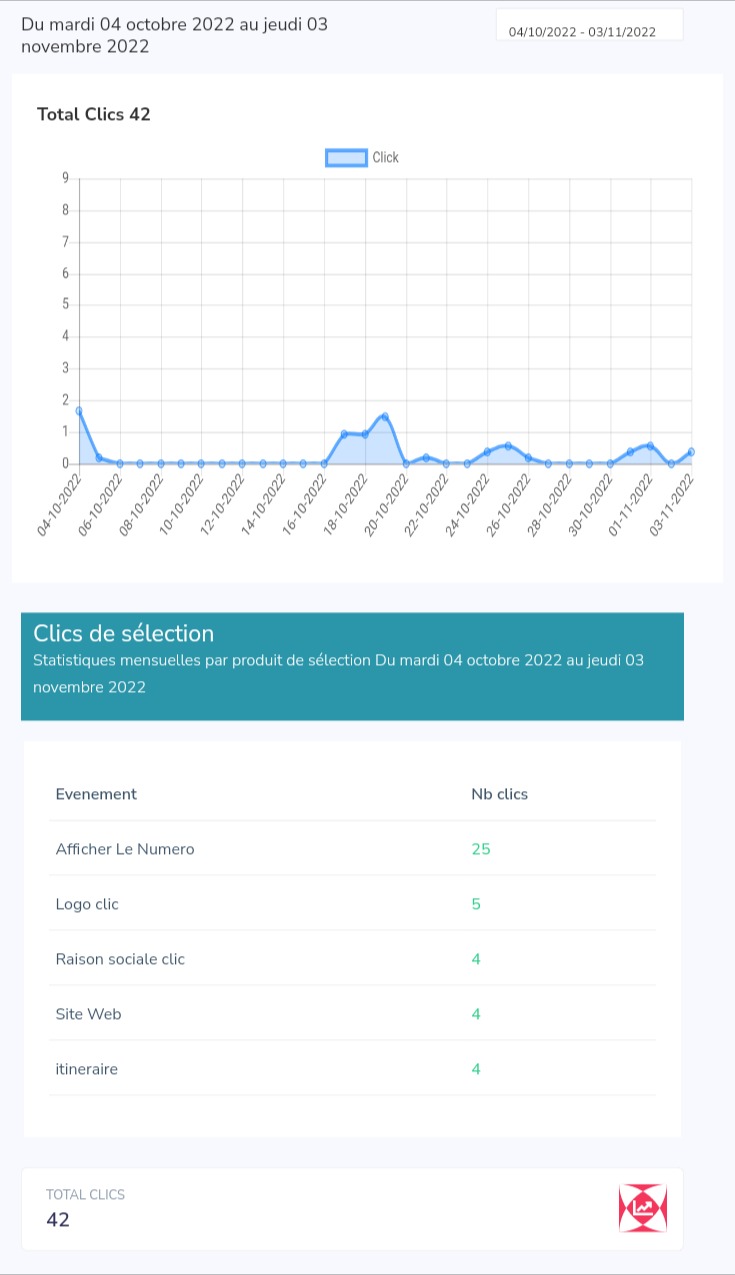 Du mardi 04 octobre 2022 au jeudi 03
novembre 2022
04/10/2022 - 03/11/2022
Total Clics 42
Click
9
8
7
6
5
4
3
2
1
0
04-10-2022
06-10-2022
08-10-2022
10-10-2022
12-10-2022
14-10-2022
16-10-2022
18-10-2022
20-10-2022
22-10-2022
24-10-2022
26-10-2022
28-10-2022
30-10-2022
01-11-2022
03-11-2022
Clics de sélection
Statistiques mensuelles par produit de sélection Du mardi 04 octobre 2022 au jeudi 03
novembre 2022
Evenement Nb clics
Afficher Le Numero 25
Logo clic 5
Raison sociale clic 4
Site Web 4
itineraire 4
TOTAL CLICS
42